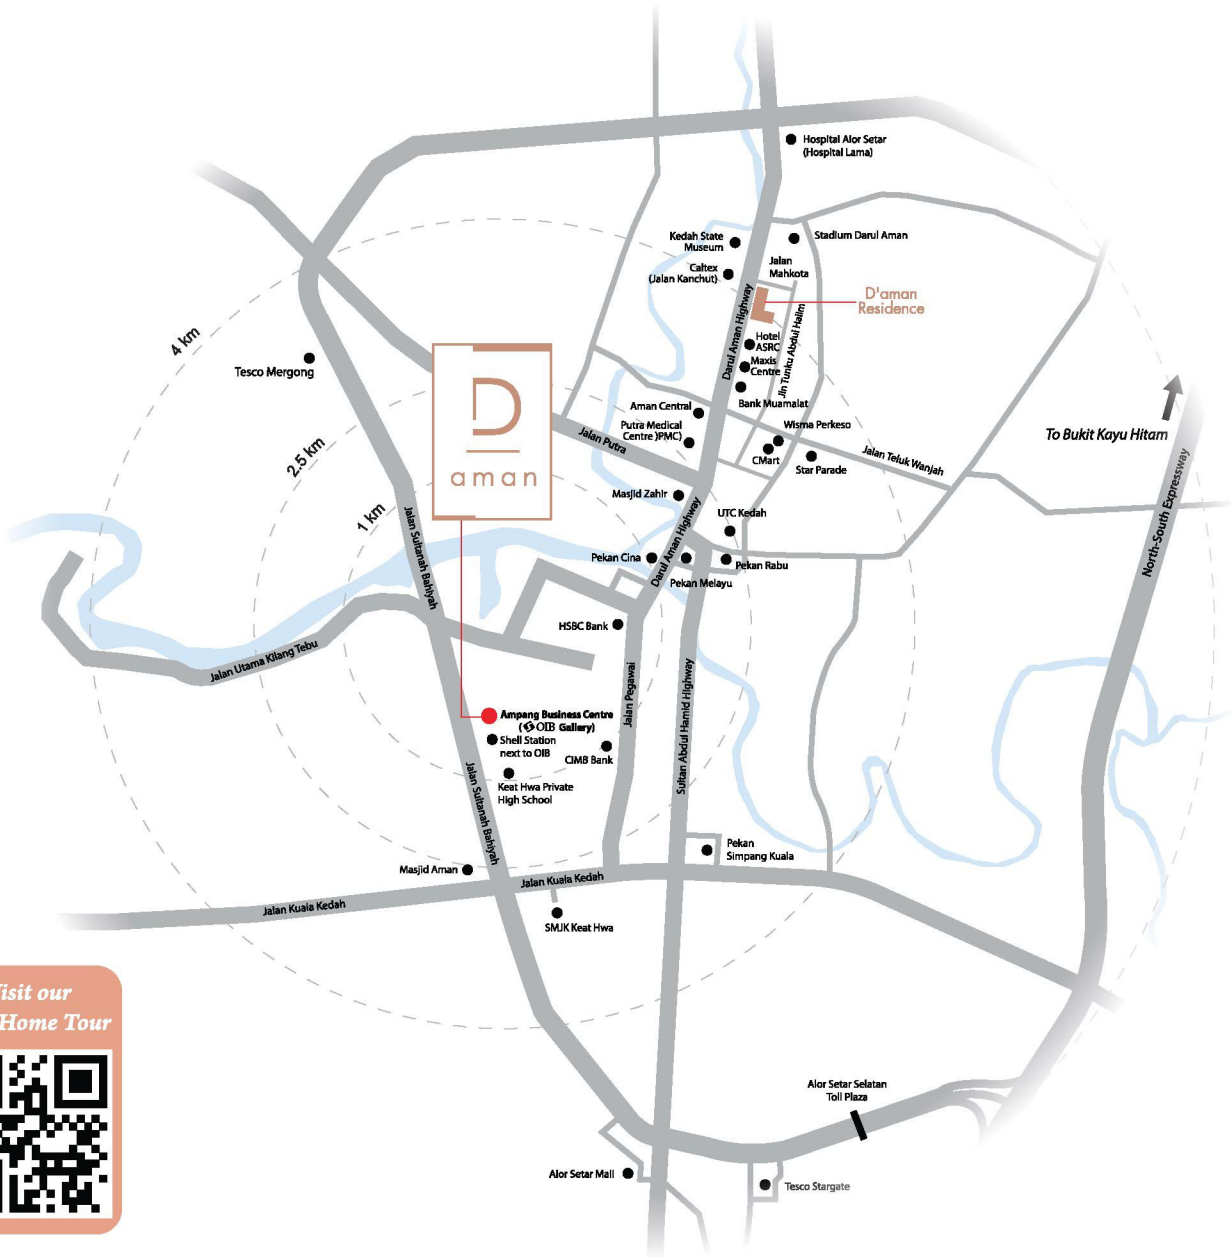 Hospital Alor Setar
(Hospital Lama)
Kedah State
Museum
Stadium Darul Aman
Caltex
(Jalan Kanchut)
Jalan
Mahkota
D'aman
Residence
Darul Aman Highway
Jln Tunku Abdul Halim
4 km
Tesco Mergong
Hotel
ASRC
Maxis
Centre
Bank Muamalat
D
aman
Aman Central
Putra Medical
Centre )PMC)
Jalan Putra
Wisma Perkeso
CMart
Star Parade
Jalan Teluk Wanjah
To Bukit Kayu Hitam
North-South Expressway
2.5 km
1 km
Masjid Zahir
UTC Kedah
Darul Aman Highway
Pekan Cina
Pekan Melayu
Pekan Rabu
Jalan Sultanah Bahiyah
HSBC Bank
Jalan Utama Kilang Tebu
Jalan Pegawai
Sultan Abdul Hamid Highway
Ampang Business Centre
(OIB Gallery)
Shell Station
next to OIB
CIMB Bank
Keat Hwa Private
High School
Jalan Sultanah Bahiyah
Pekan
Simpang Kuala
Masjid Aman
Jalan Kuala Kedah
Jalan Kuala Kedah
SMJK Keat Hwa
isit our
Home Tour
Alor Setar Selatan
Toll Plaza
Alor Setar Mall
Tesco Stargate